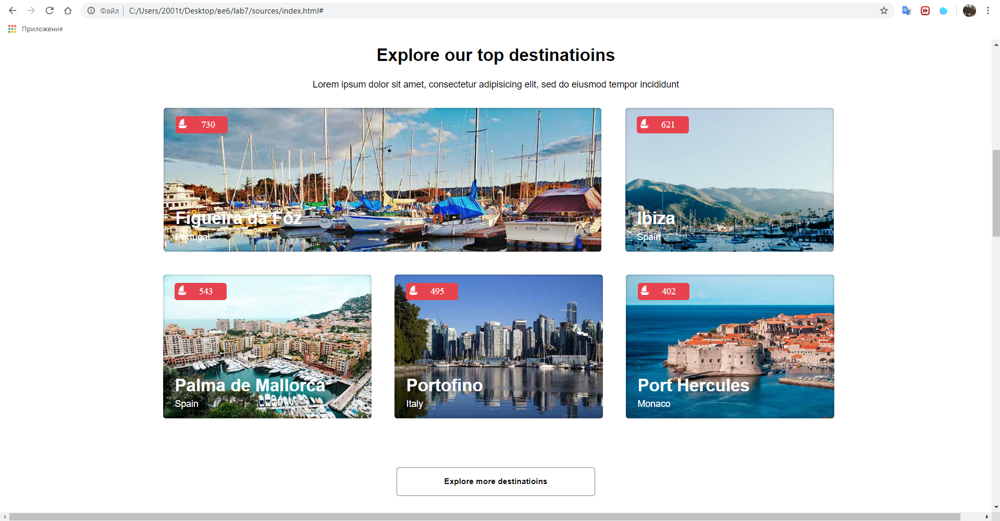 Файл
C:/Users/2001t/Desktop/веб/lab7/sources/index.html#
Приложения
Explore our top destinatioins
Lorem ipsum dolor sit amet, consectetur adipisicing elit, sed do eiusmod tempor incididunt
730
621
ROYS TOY
Figueira da Foz
Portugal
Ibiza
Spain
543
495
402
Palma de Mallorca
Spain
Portofino
Italy
Port Hercules
Monaco
Explore more destinatioins